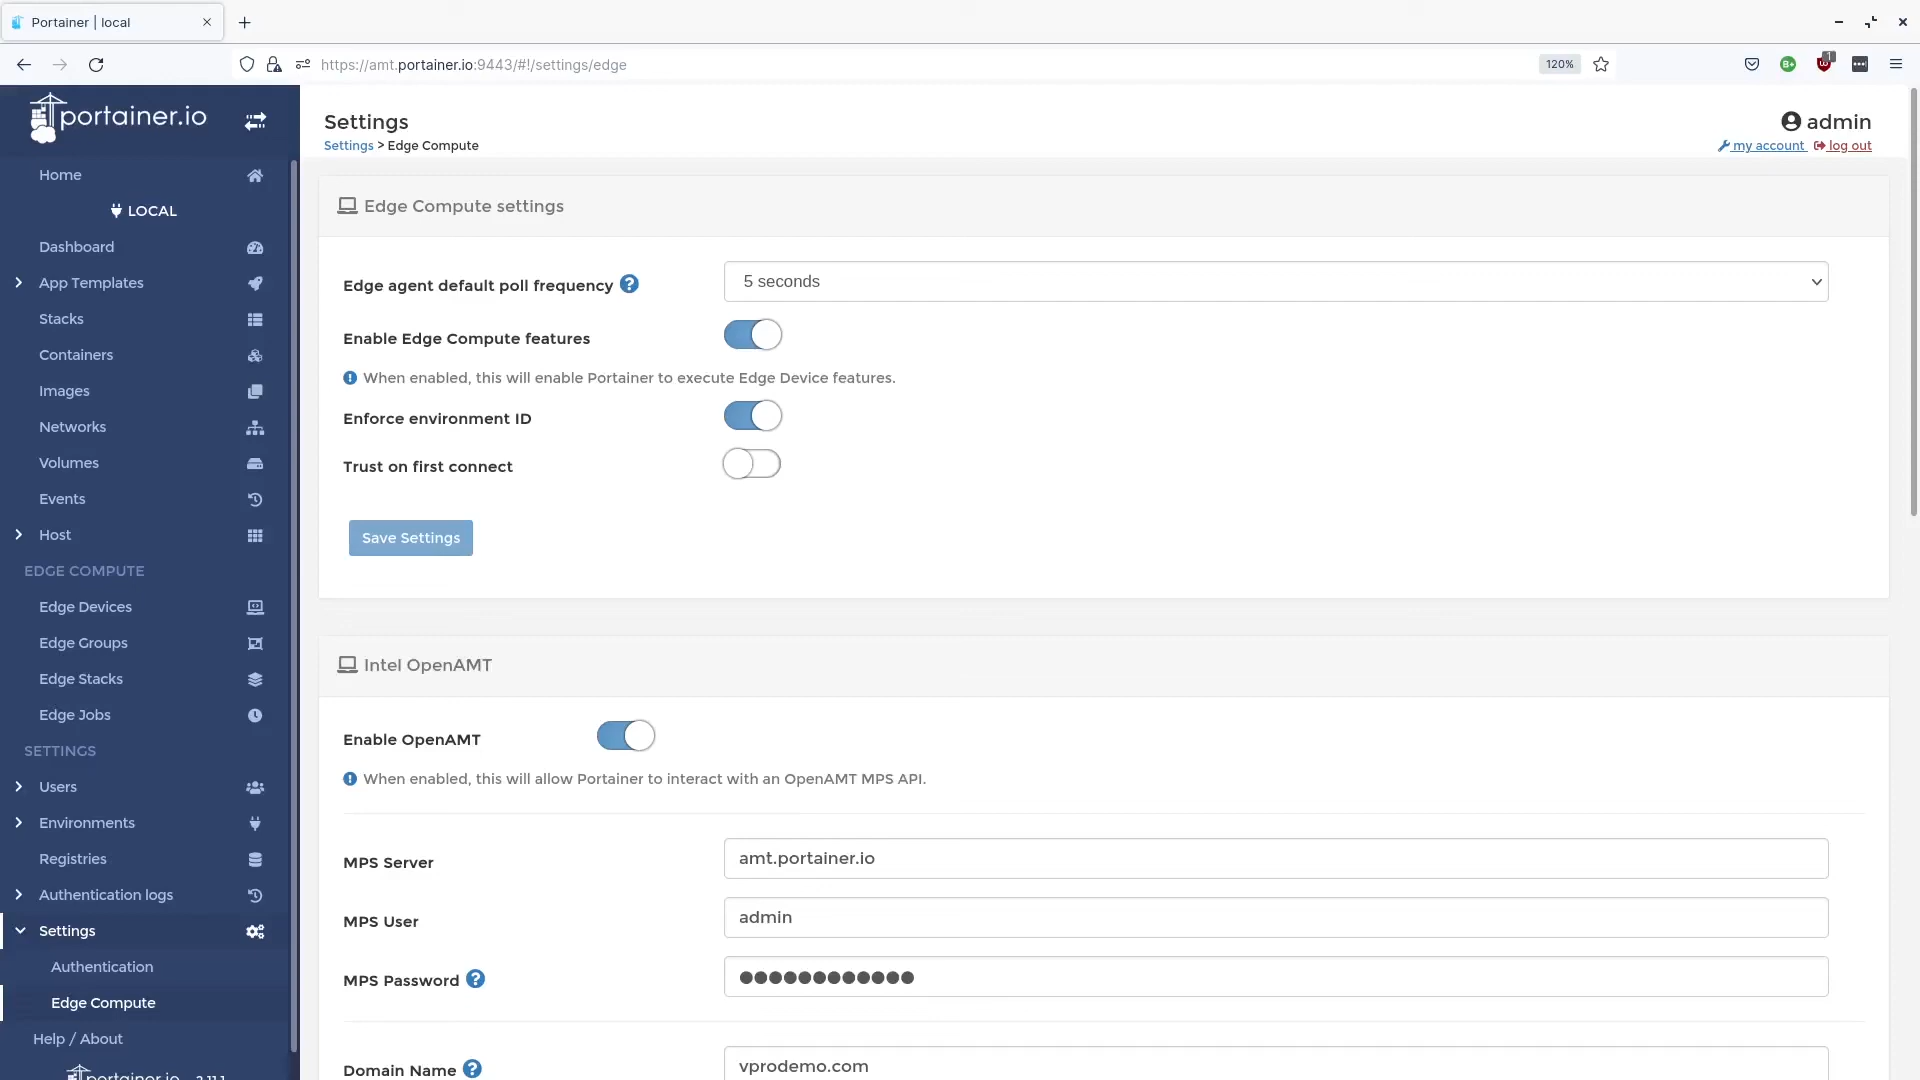 Portainer | local
https://amt.portainer.io:9443/#!/settings/edge
120%
1
portainer.io
Home
LOCAL
Dashboard
App Templates
Stacks
Containers
Images
Networks
Volumes
Events
Host
EDGE COMPUTE
Edge Devices
Edge Groups
Edge Stacks
Edge Jobs
SETTINGS
Users
Environments
Registries
Authentication logs
Settings
Authentication
Edge Compute
Help / About
portainer.io
Settings
Settings > Edge Compute
admin
my account log out
Edge Compute settings
Edge agent default poll frequency ?
5 seconds
Enable Edge Compute features
When enabled, this will enable Portainer to execute Edge Device features.
Enforce environment ID
Trust on first connect
Save Settings
Intel OpenAMT
Enable OpenAMT
When enabled, this will allow Portainer to interact with an OpenAMT MPS API.
MPS Server
amt.portainer.io
MPS User
admin
MPS Password ?
●●●●●●●●●●●●
Domain Name ?
vprodemo.com